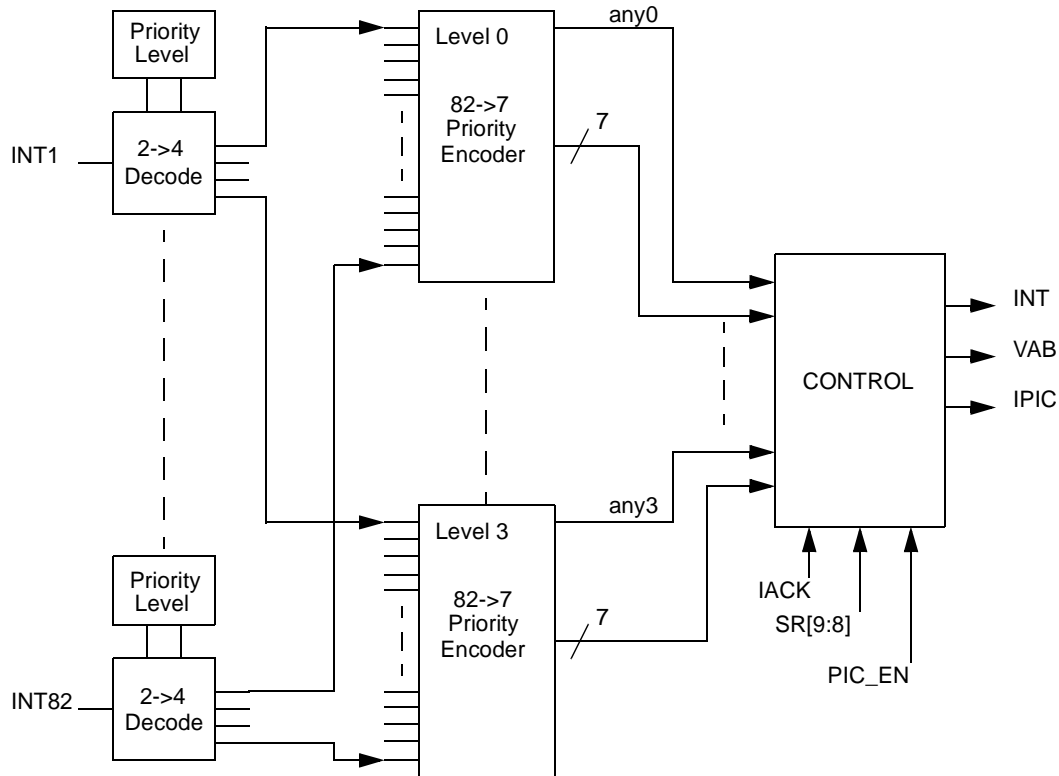 any0
Priority
Level
Level 0
82->7
Priority
Encoder
7
INT1
2->4
Decode
INT
VAB
CONTROL
IPIC
any3
Level 3
Priority
Level
IACK
82->7
Priority
Encoder
7
SR[9:8]
PIC_EN
INT82
2->4
Decode